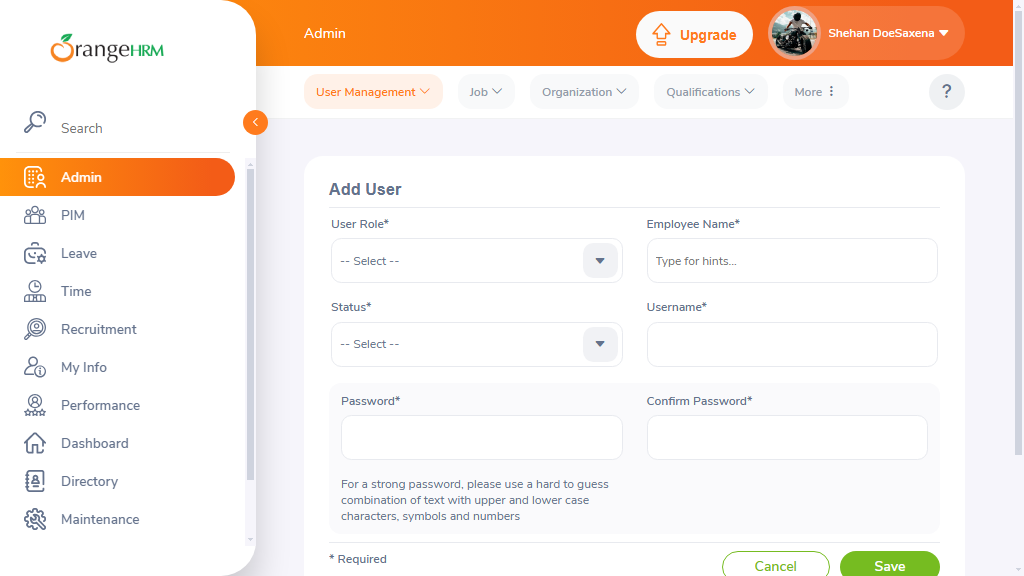 OrangeHRM
Search
Admin
PIM
Leave
Time
Recruitment
My Info
Performance
Dashboard
Directory
Maintenance
Admin
Upgrade
Shehan DoeSaxena
User Management
Job
Organization
Qualifications
More
?
Add User
User Role*
Employee Name*
-- Select --
Type for hints...
Status*
Username*
-- Select --
Password*
Confirm Password*
For a strong password, please use a hard to guess
combination of text with upper and lower case
characters, symbols and numbers
* Required
Cancel
Save